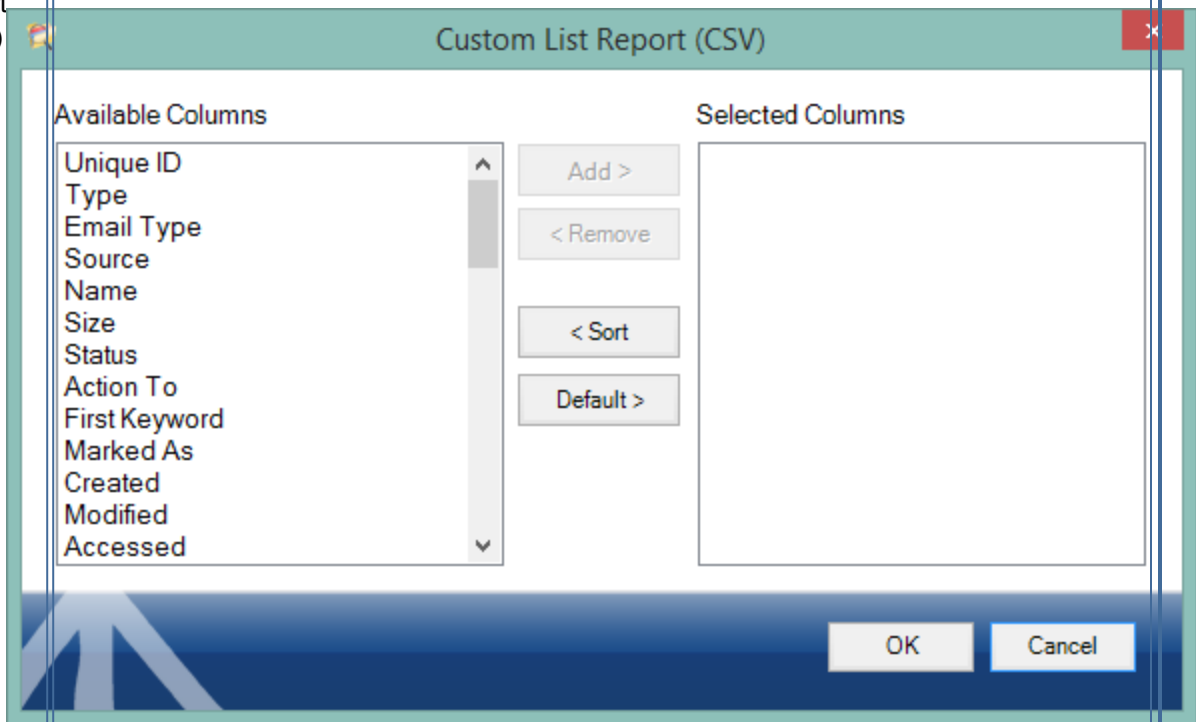 Custom List Report (CSV)
x
Available Columns
Selected Columns
Unique ID
Type
Email Type
Source
Name
Size
Status
Action To
First Keyword
Marked As
Created
Modified
Accessed
Add >
< Remove
< Sort
Default >
OK
Cancel